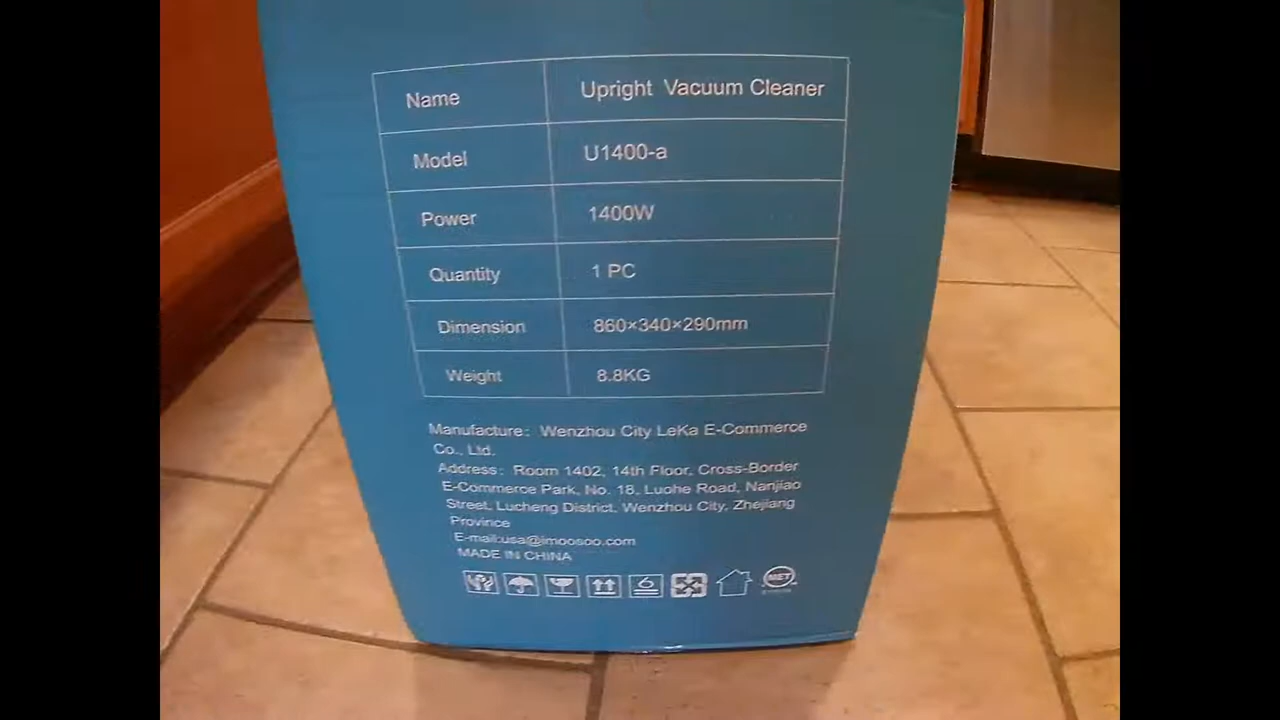 Name Upright Vacuum Cleaner
Model U1400-a
Power 1400W
Quantity 1 PC
Dimension 860×340×290mm
Weight 8.8KG
Manufacture: Wenzhou City LeKa E-Commerce
Co., Ltd.
Address: Room 1402, 14th Floor, Cross-Border
E-Commerce Park, No. 18, Luohe Road, Nanjiao
Street, Lucheng District, Wenzhou City, Zhejiang
Province
E-mail:usa@imoosoo.com
MADE IN CHINA
6
MET